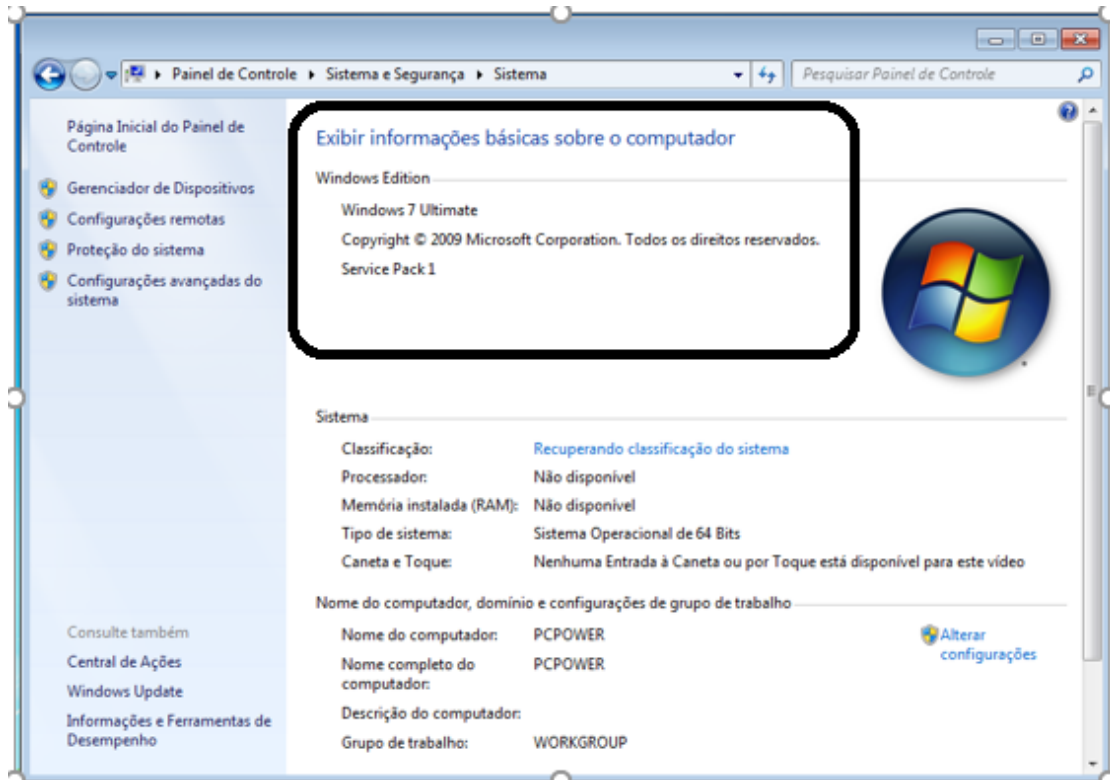 Painel de Controle Sistema e Segurança Sistema
Pesquisar Painel de Controle
Página Inicial do Painel de
Controle
Gerenciador de Dispositivos
Configurações remotas
Proteção do sistema
Configurações avançadas do
sistema
Consulte também
Central de Ações
Windows Update
Informações e Ferramentas de
Desempenho
Exibir informações básicas sobre o computador
Windows Edition
Windows 7 Ultimate
Copyright © 2009 Microsoft Corporation. Todos os direitos reservados.
Service Pack 1
Sistema
Classificação: Recuperando classificação do sistema
Processador: Não disponível
Memória instalada (RAM): Não disponível
Tipo de sistema: Sistema Operacional de 64 Bits
Caneta e Toque: Nenhuma Entrada à Caneta ou por Toque está disponível para este vídeo
Nome do computador, domínio e configurações de grupo de trabalho
Nome do computador: PCPOWER
Nome completo do PCPOWER
computador:
Descrição do computador:
Grupo de trabalho: WORKGROUP
Alterar
configurações